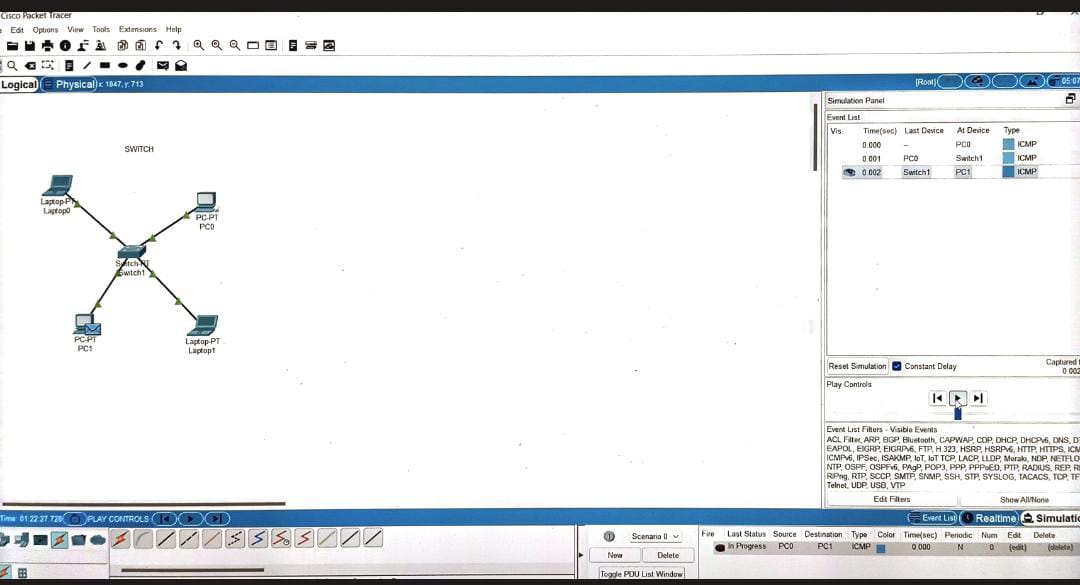 Cisco Packet Tracer
Edit Options View Tools Extensions Help
Logical Physical x: 1847, y: 713
[Root]
05:07
SWITCH
Laptop-PT
Laptop0
PC-PT
PC0
Switch-PT
Switch1
PC-PT
PC1
Laptop-PT
Laptop1
Simulation Panel
Event List
Vis. Time(sec) Last Device At Device Type
0.000 -- PC0 ICMP
0.001 PC0 Switch1 ICMP
0.002 Switch1 PC1 ICMP
Reset Simulation Constant Delay
Captured
0.002
Play Controls
Event List Filters - Visible Events
ACL Filter, ARP, BGP, Bluetooth, CAPWAP, CDP, DHCP, DHCPv6, DNS,
EAPOL, EIGRP, EIGRPv6, FTP, H.323, HSRP, HSRPv6, HTTP, HTTPS,
ICMPv6, IPSec, ISAKMP, IoT, IoT TCP, LACP, LLDP, Meraki, NDP,
NTP, OSPF, OSPFv6, PAgP, POP3, PPP, PPPoED, PTP, RADIUS, REP,
RIPng, RTP, SCCP, SMTP, SNMP, SSH, STP, SYSLOG, TACACS, TCP,
Telnet, UDP, USB, VTP
Edit Filters Show All/None
Time: 01:22:27.728 PLAY CONTROLS
Event List Realtime Simulatio
Scenario 0
New Delete
Toggle PDU List Window
Fire Last Status Source Destination Type Color Time(sec) Periodic Num Edit Delete
In Progress PC0 PC1 ICMP 0.000 N 0 (edit) (delete)